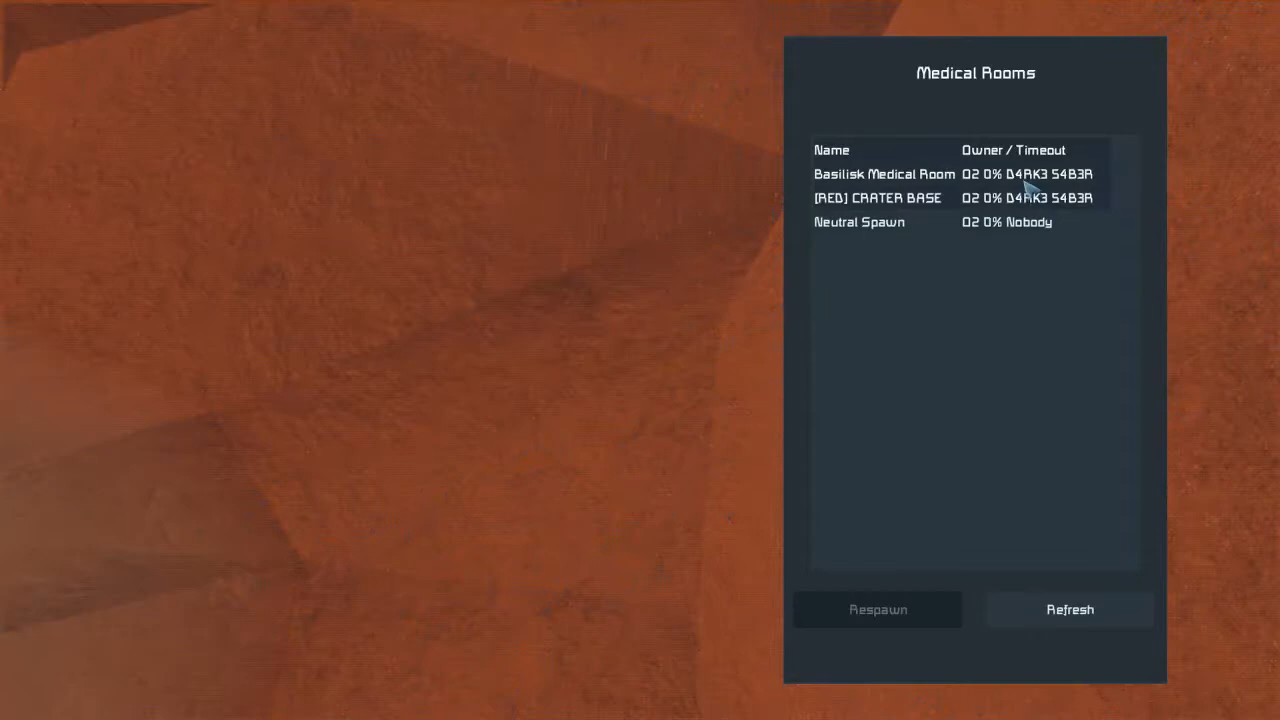 Medical Rooms
Name Owner / Timeout
Basilisk Medical Room O2 0% D4RK3 S4B3R
[RED] CRATER BASE O2 0% D4RK3 S4B3R
Neutral Spawn O2 0% Nobody
Respawn Refresh